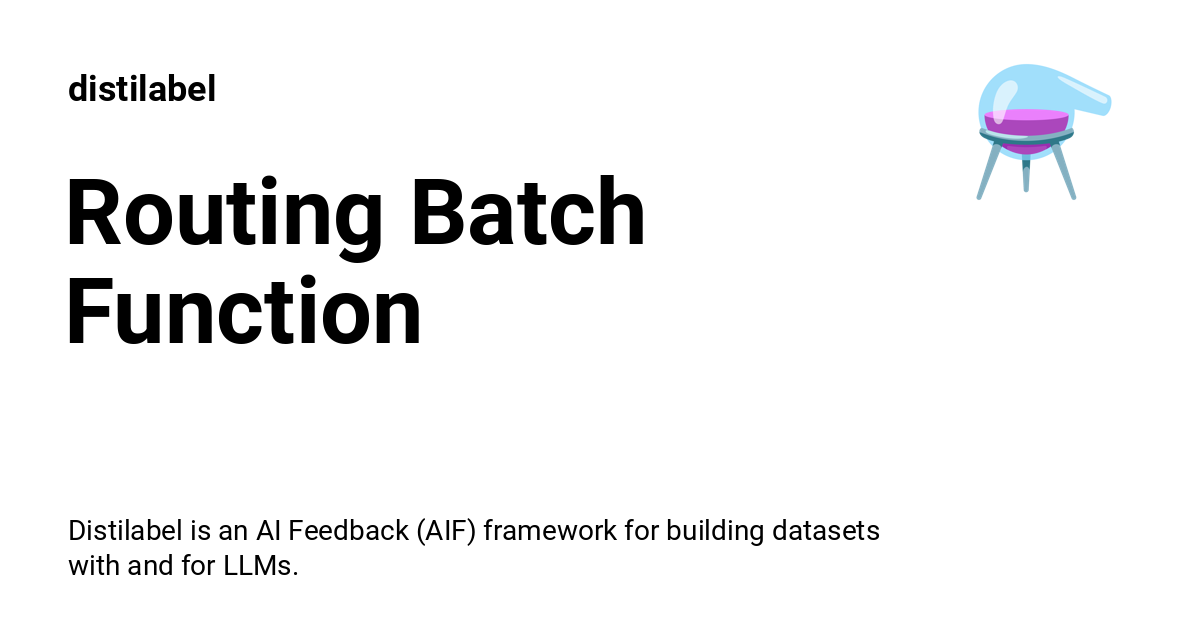 distilabel
Routing Batch
Function
Distilabel is an AI Feedback (AIF) framework for building datasets
with and for LLMs.